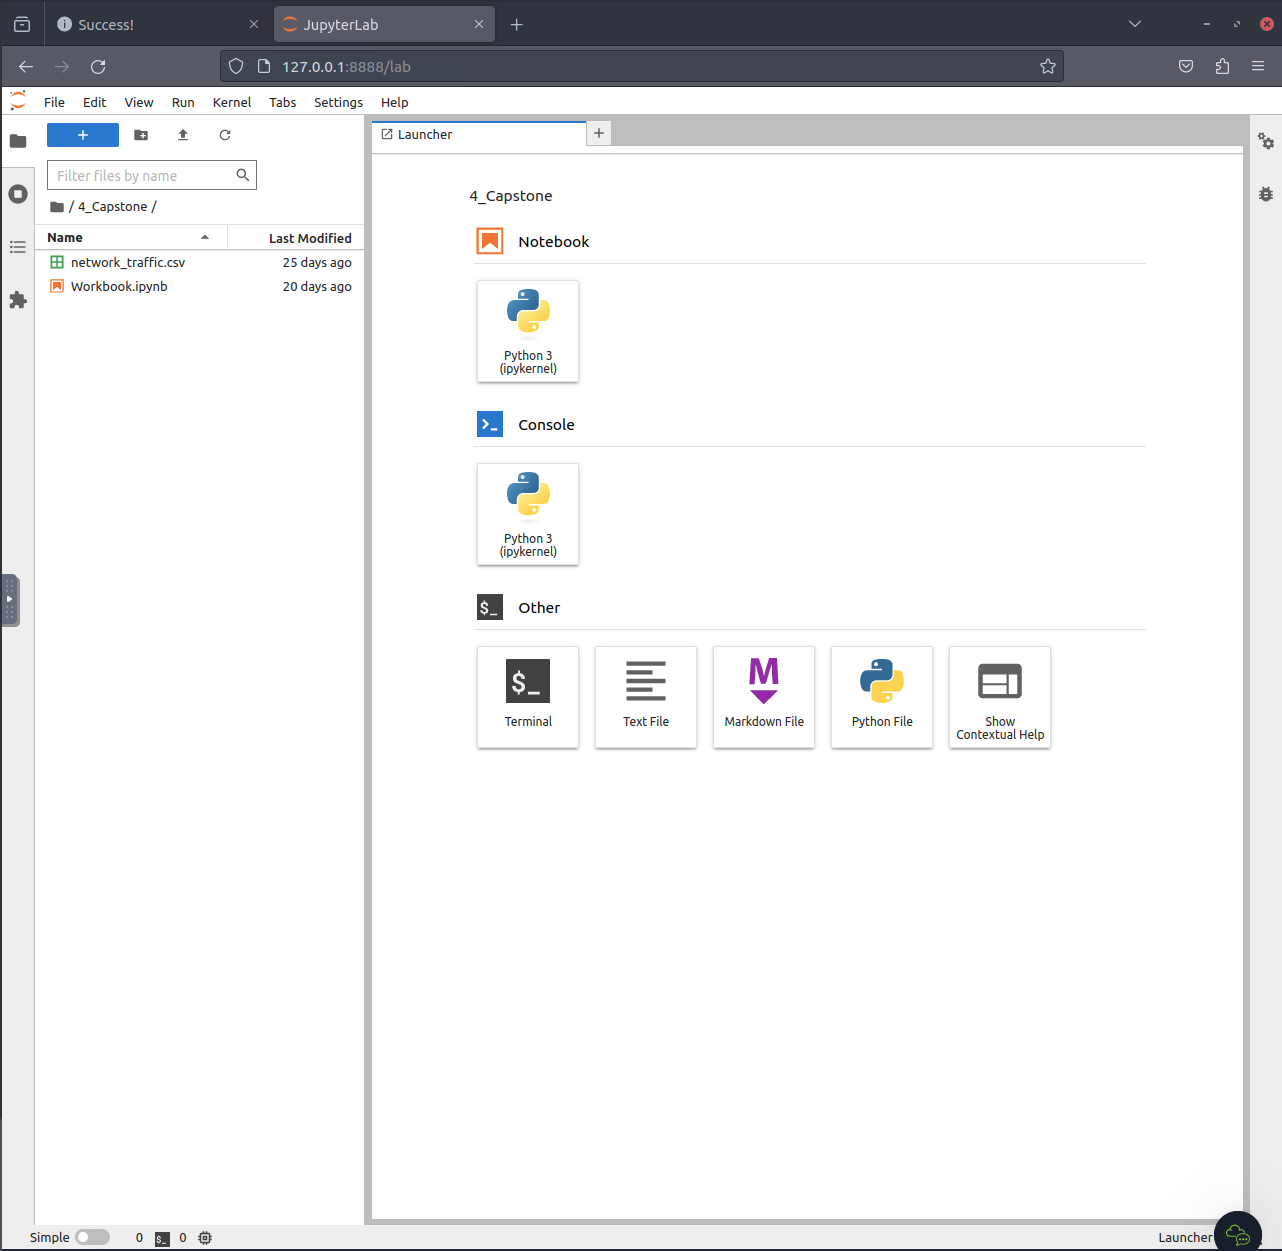 Success!
JupyterLab
127.0.0.1:8888/lab
File Edit View Run Kernel Tabs Settings Help
+
Filter files by name
/ 4_Capstone /
Name Last Modified
network_traffic.csv 25 days ago
Workbook.ipynb 20 days ago
Launcher
4_Capstone
Notebook
Python 3
(ipykernel)
Console
Python 3
(ipykernel)
Other
$_ Terminal
Text File
Markdown File
Python File
Show
Contextual Help
Simple 0 $_ 0
Launcher